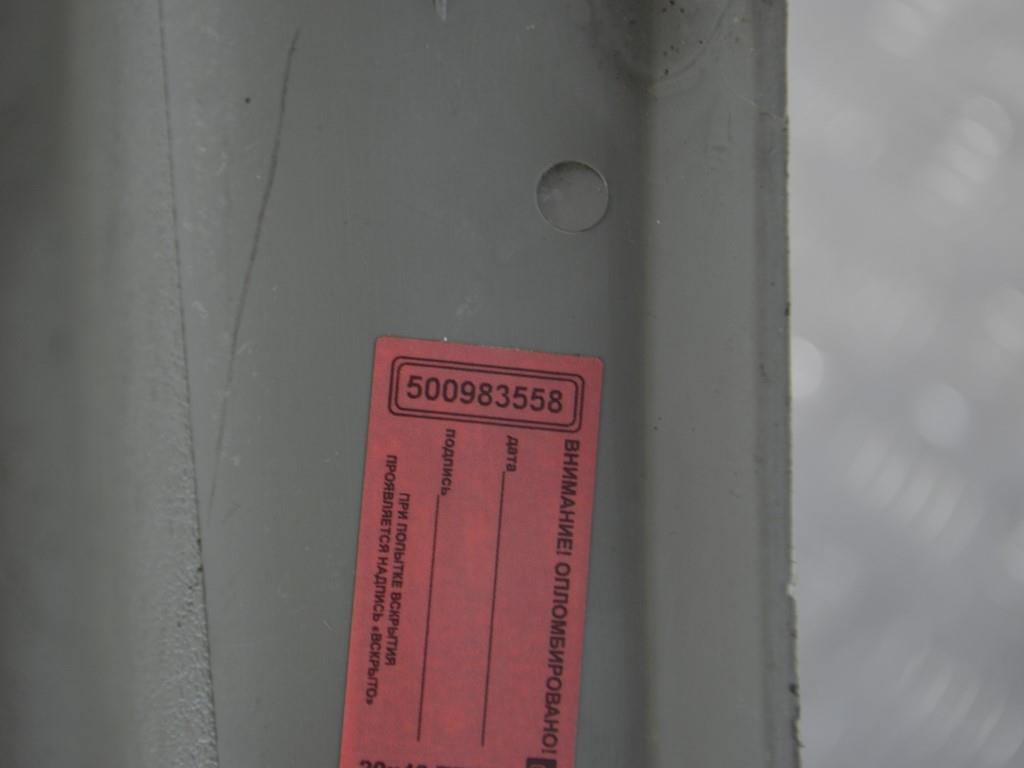 500983558
ВНИМАНИЕ! ОПЛОМБИРОВАНО!
дата
подпись
ПРИ ПОПЫТКЕ ВСКРЫТИЯ
ПРОЯВЛЯЕТСЯ НАДПИСЬ «ВСКРЫТО»